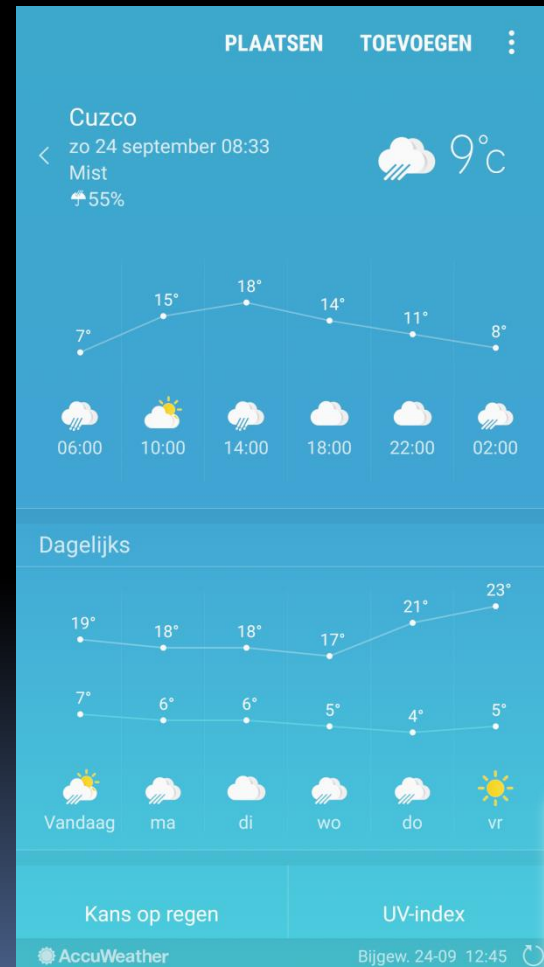 PLAATSEN TOEVOEGEN
Cuzco
zo 24 september 08:33
Mist
55%
9°c
7° 15° 18° 14° 11° 8°
06:00 10:00 14:00 18:00 22:00 02:00
Dagelijks
19° 18° 18° 17° 21° 23°
7° 6° 6° 5° 4° 5°
Vandaag ma di wo do vr
Kans op regen UV-index
AccuWeather Bijgew. 24-09 12:45